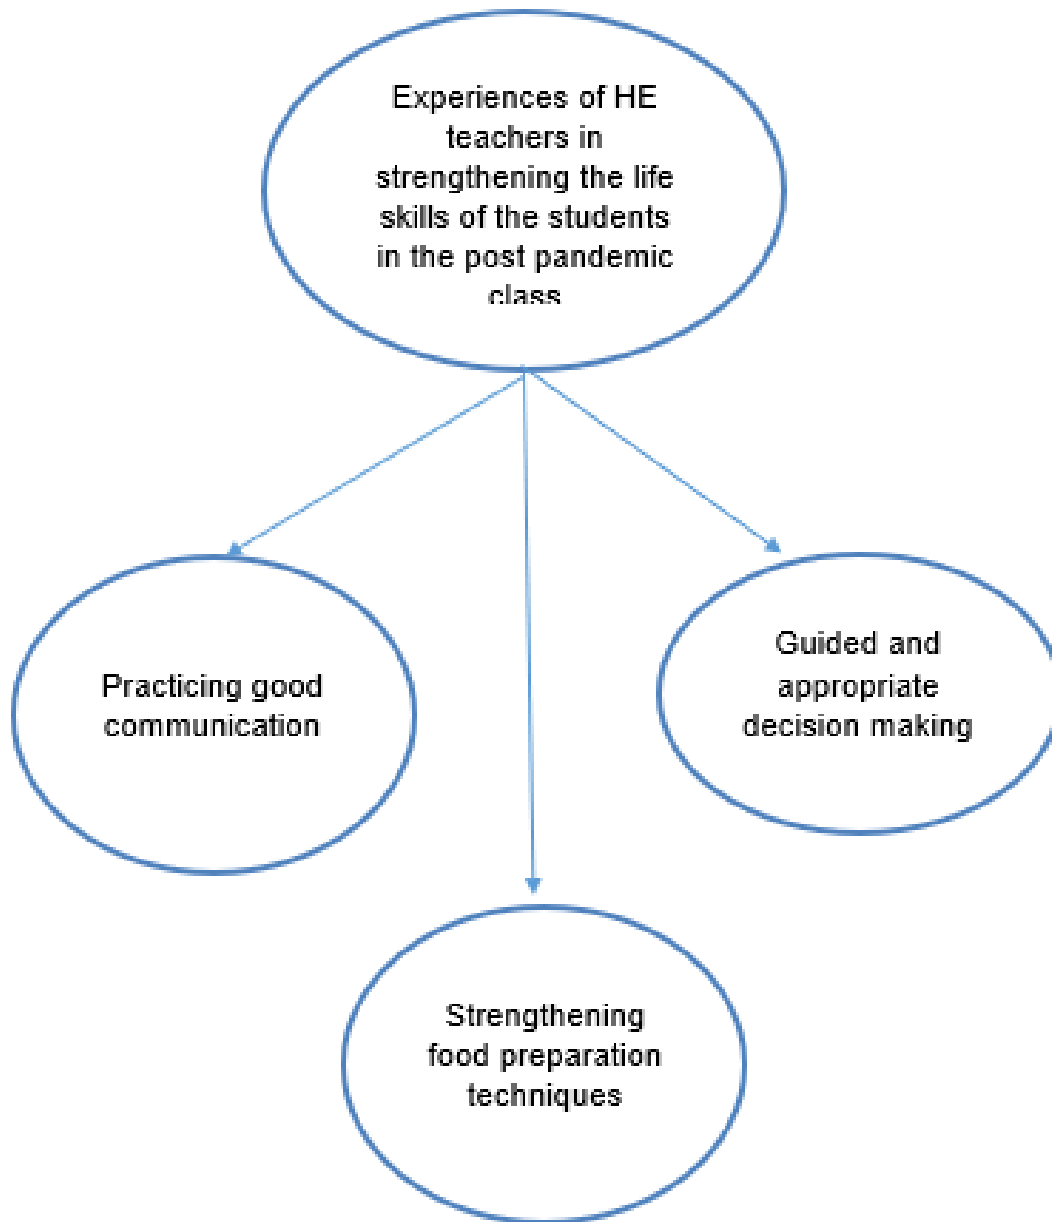 Experiences of HE
teachers in
strengthening the life
skills of the students
in the post pandemic
class
Practicing good
communication
Guided and
appropriate
decision making
Strengthening
food preparation
techniques